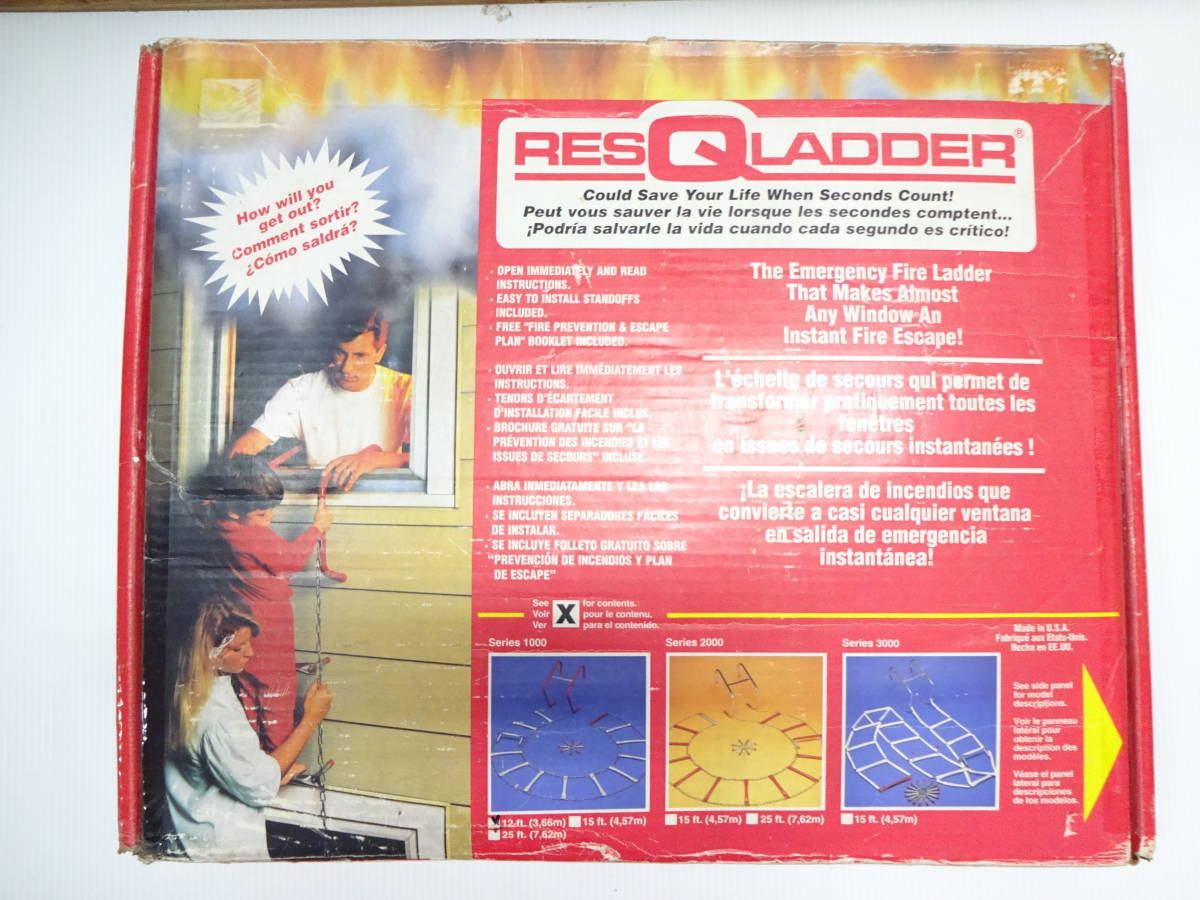 How will you
get out?
Comment sortir?
¿Cómo saldrá?
RESQLADDER®
Could Save Your Life When Seconds Count!
Peut vous sauver la vie lorsque les secondes comptent...
¡Podría salvarle la vida cuando cada segundo es crítico!
· OPEN IMMEDIATELY AND READ
INSTRUCTIONS.
· EASY TO INSTALL STANDOFFS
INCLUDED.
· FREE "FIRE PREVENTION & ESCAPE
PLAN" BOOKLET INCLUDED.
The Emergency Fire Ladder
That Makes Almost
Any Window An
Instant Fire Escape!
· OUVRIR ET LIRE IMMÉDIATEMENT LES
INSTRUCTIONS.
· TENONS D'ÉCARTEMENT
D'INSTALLATION FACILE INCLUS.
· BROCHURE GRATUITE SUR "LA
PRÉVENTION DES INCENDIES ET LES
ISSUES DE SECOURS" INCLUSE.
L'échelle de secours qui permet de
transformer pratiquement toutes les
fenêtres
en issues de secours instantanées !
· ABRA INMEDIATAMENTE Y LEA LAS
INSTRUCCIONES.
· SE INCLUYEN SEPARADORES FÁCILES
DE INSTALAR.
· SE INCLUYE FOLLETO GRATUITO SOBRE
"PREVENCIÓN DE INCENDIOS Y PLAN
DE ESCAPE"
¡La escalera de incendios que
convierte a casi cualquier ventana
en salida de emergencia
instantánea!
See X for contents.
Voir pour le contenu.
Ver para el contenido.
Made in U.S.A.
Fabriqué aux Etats-Unis.
Hecha en EE.UU.
Series 1000
Series 2000
Series 3000
See side panel
for model
descriptions.
Voir le panneau
latéral pour
obtenir la
description des
modèles.
Véase el panel
lateral para
descripciones
de los modelos.
12 ft. (3,66m) 15 ft. (4,57m)
25 ft. (7,62m)
15 ft. (4,57m) 25 ft. (7,62m)
15 ft. (4,57m)